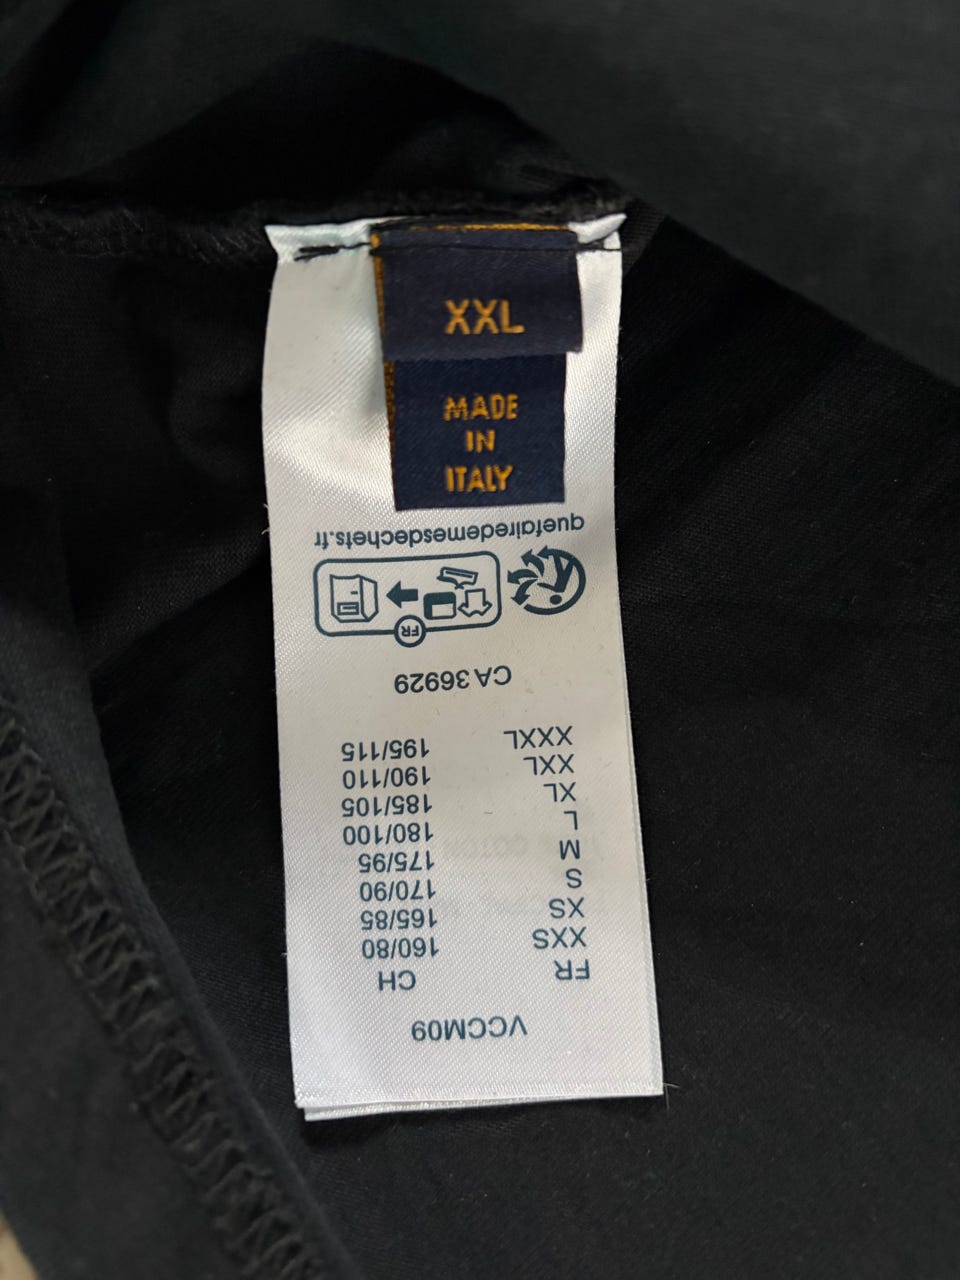 XXL
MADE
IN
ITALY
VCCM09
FR CH
XXS 160/80
XS 165/85
S 170/90
M 175/95
L 180/100
XL 185/105
XXL 190/110
XXXL 195/115
CA 36929
FR
quefairedemesdechets.fr